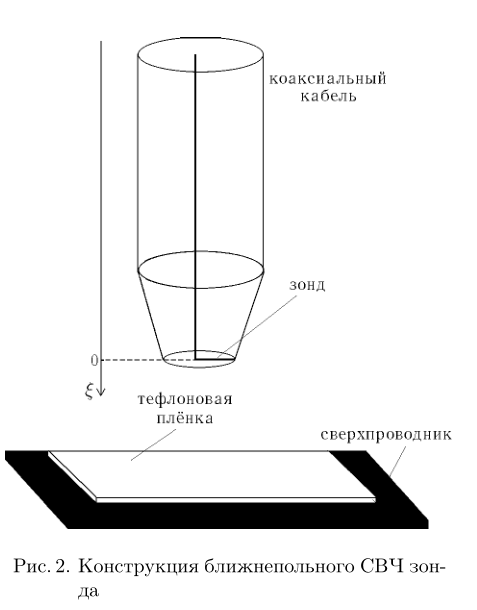 коаксиальный
кабель
зонд
0
ξ
тефлоновая
плёнка
сверхпроводник
Рис. 2. Конструкция ближнепольного СВЧ зон-
да